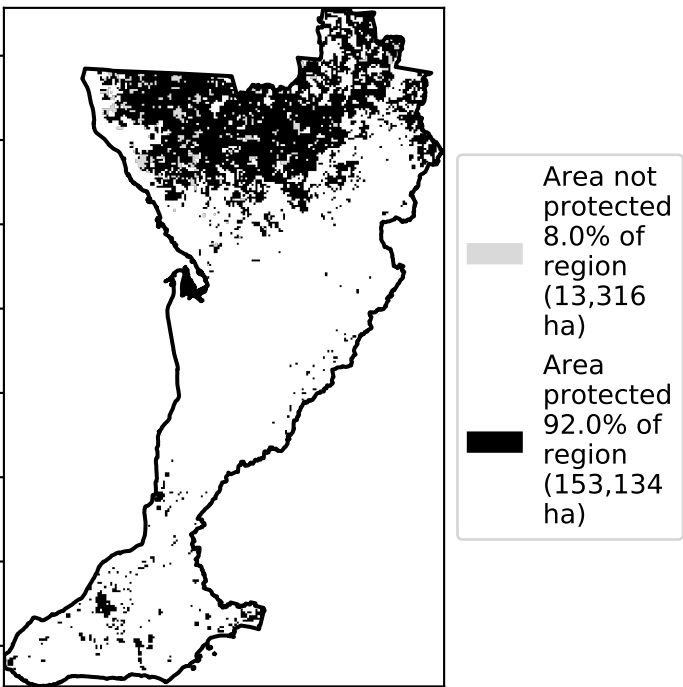 Area not
protected
8.0% of
region
(13,316
ha)
Area
protected
92.0% of
region
(153,134
ha)